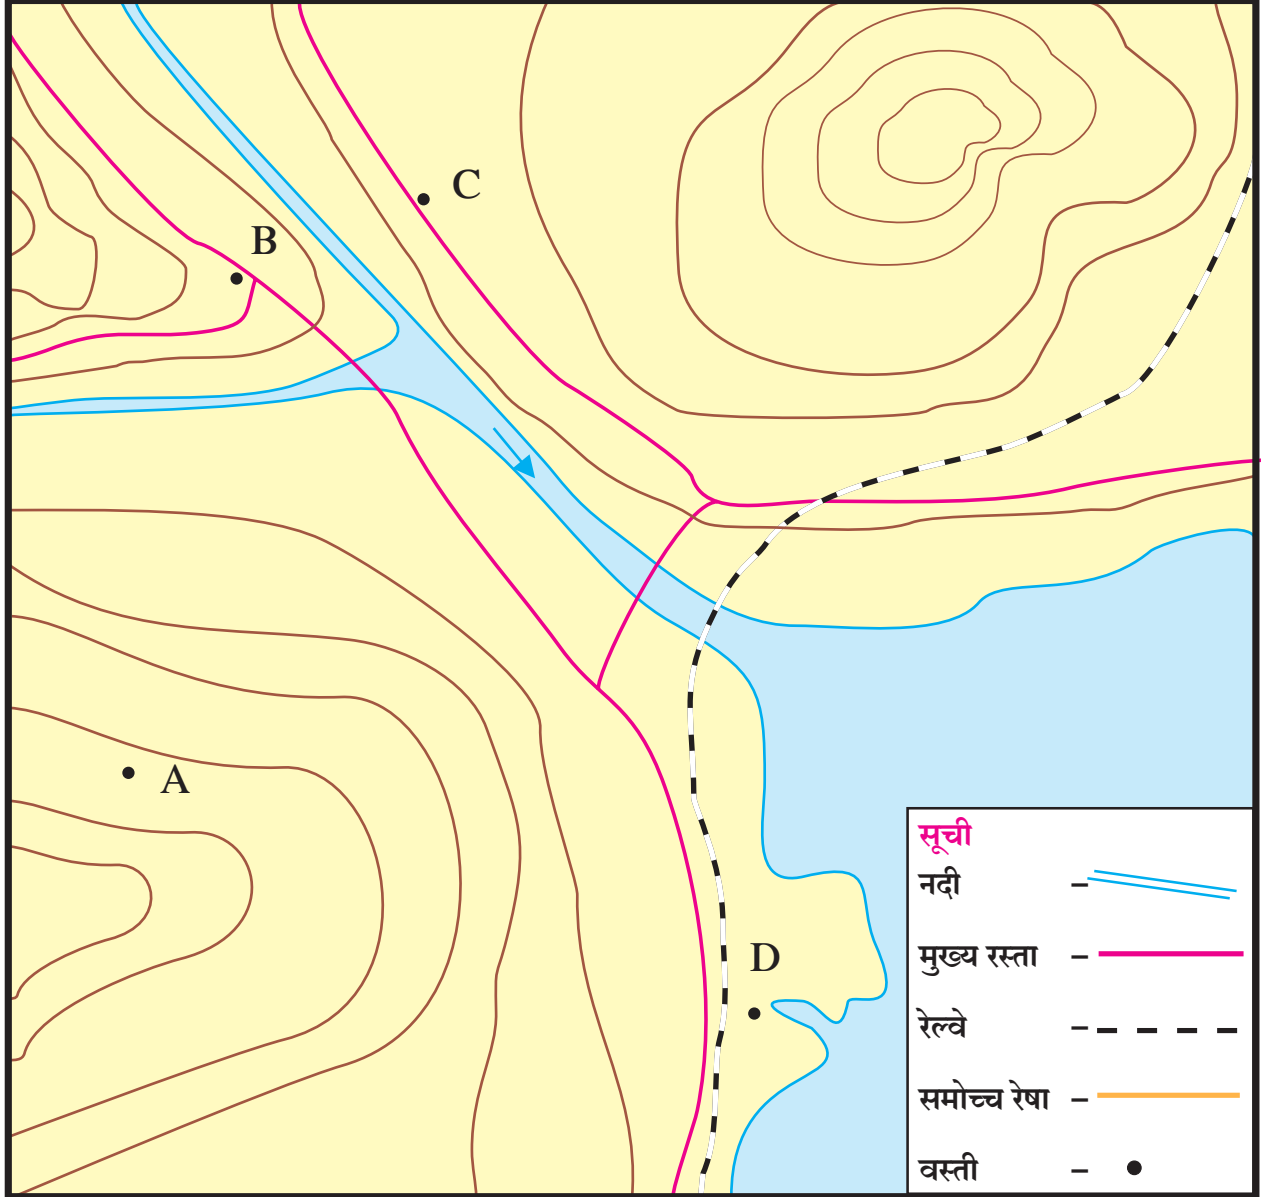 C
B
A
D
सूची
नदी –
मुख्य रस्ता –
रेल्वे –
समोच्च रेषा –
वस्ती –